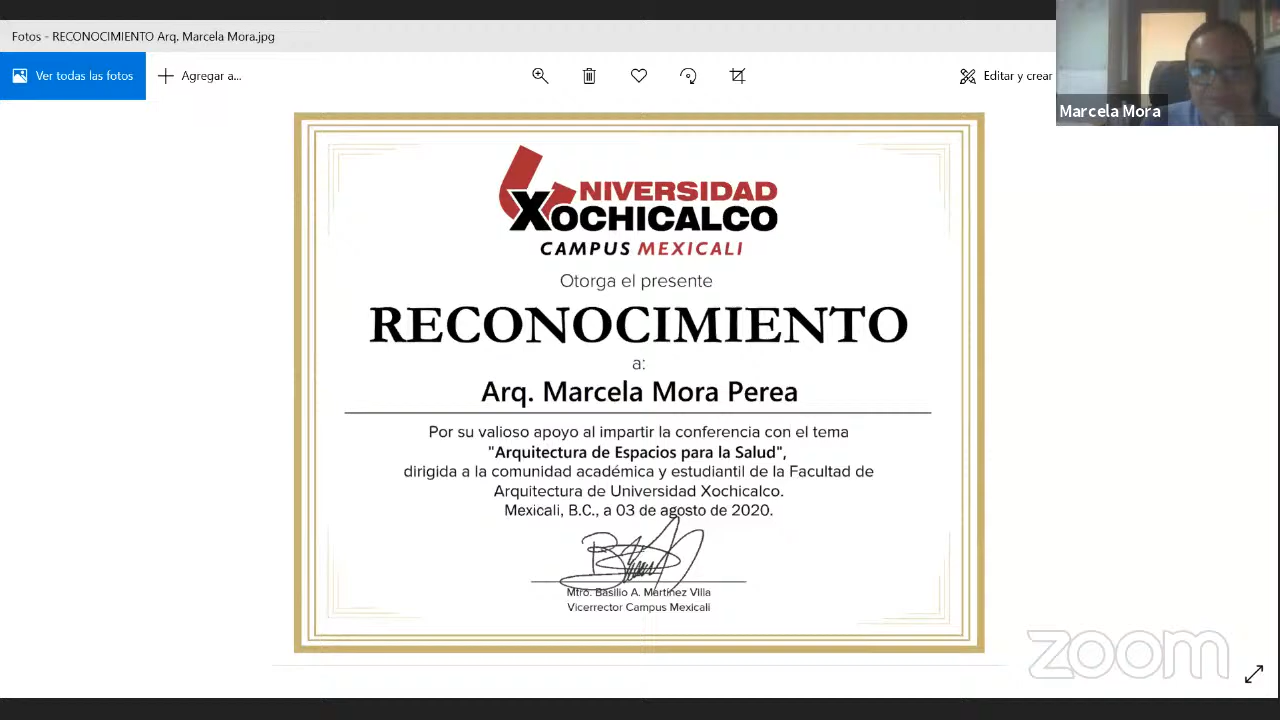 Fotos - RECONOCIMIENTO Arq. Marcela Mora.jpg
Ver todas las fotos
Agregar a...
Editar y crear
Marcela Mora
UNIVERSIDAD
XOCHICALCO
CAMPUS MEXICALI
Otorga el presente
RECONOCIMIENTO
a:
Arq. Marcela Mora Perea
Por su valioso apoyo al impartir la conferencia con el tema
"Arquitectura de Espacios para la Salud",
dirigida a la comunidad académica y estudiantil de la Facultad de
Arquitectura de Universidad Xochicalco.
Mexicali, B.C., a 03 de agosto de 2020.
Mtro. Basilio A. Martínez Villa
Vicerrector Campus Mexicali
zoom